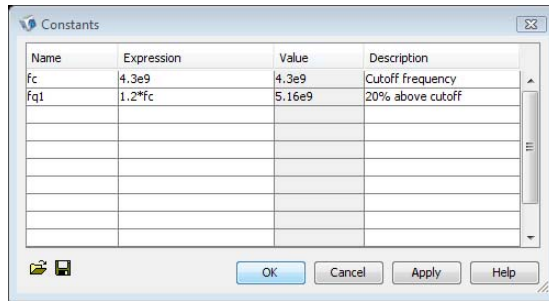 Constants
Name Expression Value Description
fc 4.3e9 4.3e9 Cutoff frequency
fq1 1.2*fc 5.16e9 20% above cutoff
OK Cancel Apply Help